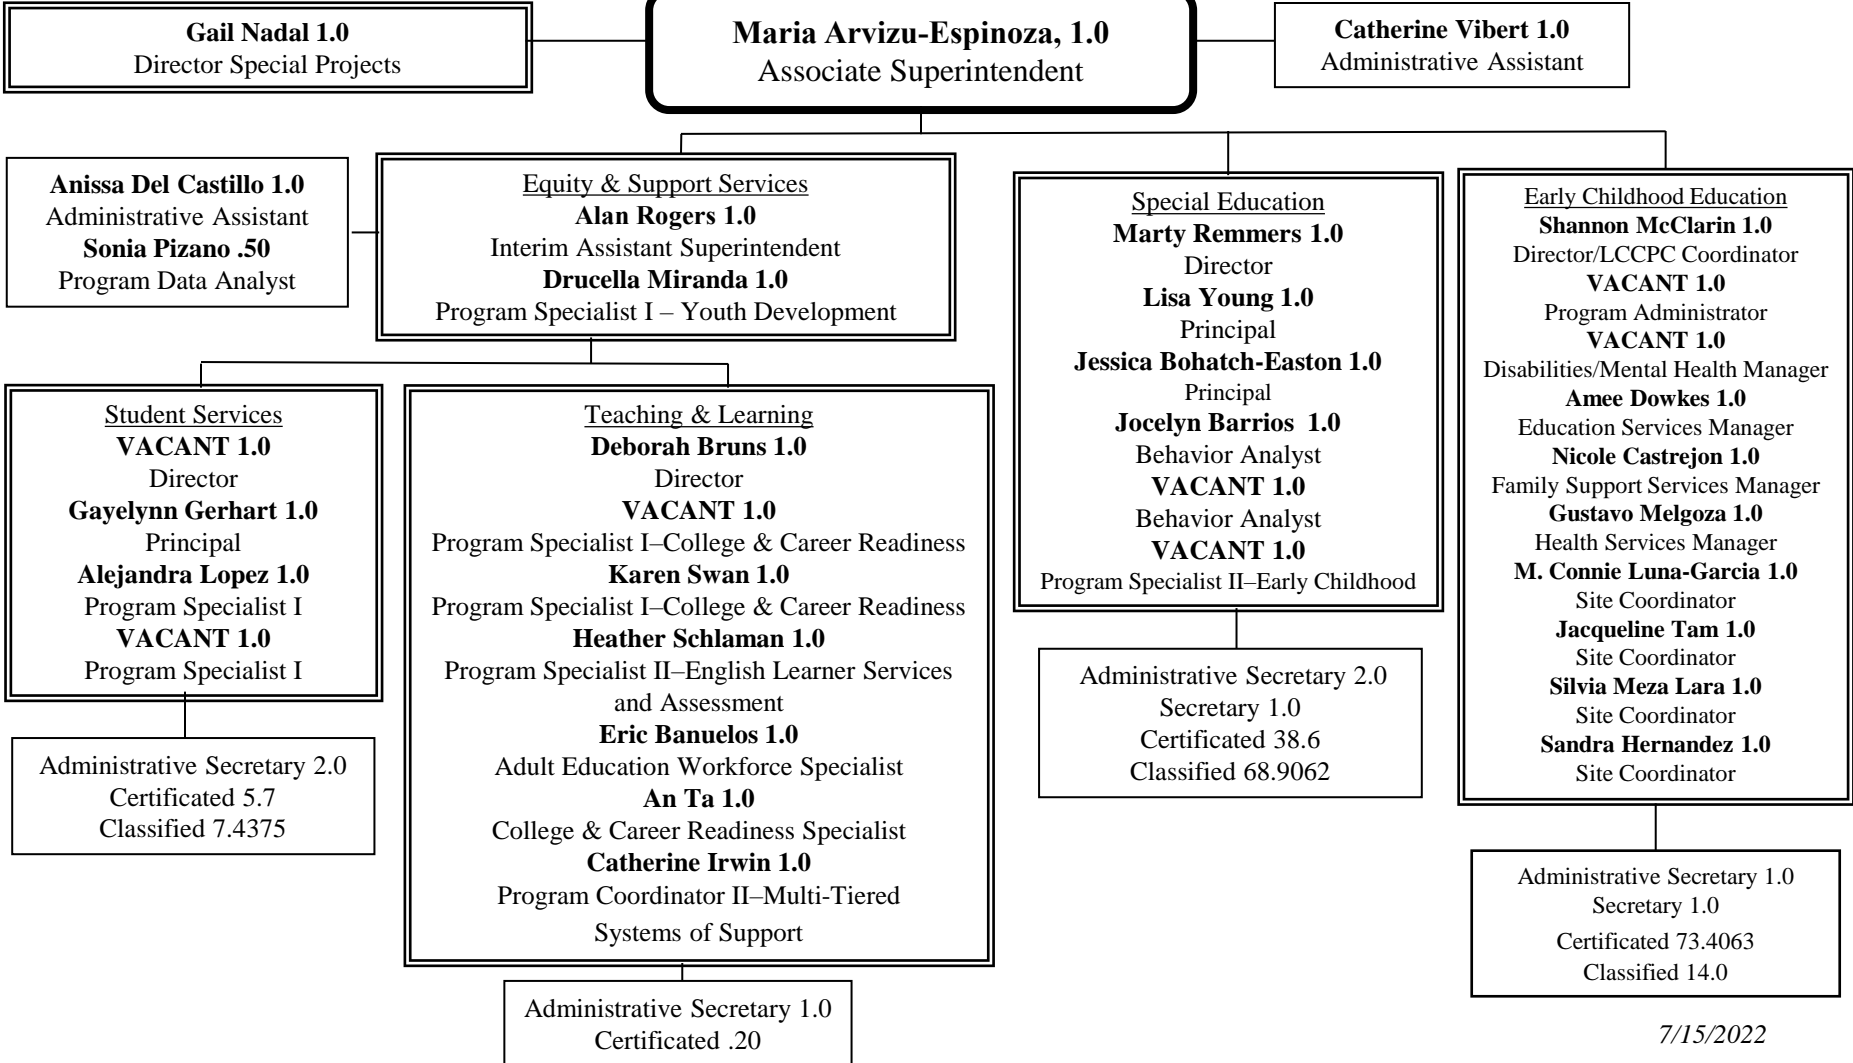 Gail Nadal 1.0
Director Special Projects
Maria Arvizu-Espinoza, 1.0
Associate Superintendent
Catherine Vibert 1.0
Administrative Assistant
Anissa Del Castillo 1.0
Administrative Assistant
Sonia Pizano .50
Program Data Analyst
Equity & Support Services
Alan Rogers 1.0
Interim Assistant Superintendent
Drucella Miranda 1.0
Program Specialist I – Youth Development
Student Services
VACANT 1.0
Director
Gayelynn Gerhart 1.0
Principal
Alejandra Lopez 1.0
Program Specialist I
VACANT 1.0
Program Specialist I
Administrative Secretary 2.0
Certificated 5.7
Classified 7.4375
Teaching & Learning
Deborah Bruns 1.0
Director
VACANT 1.0
Program Specialist I–College & Career Readiness
Karen Swan 1.0
Program Specialist I–College & Career Readiness
Heather Schlaman 1.0
Program Specialist II–English Learner Services
and Assessment
Eric Banuelos 1.0
Adult Education Workforce Specialist
An Ta 1.0
College & Career Readiness Specialist
Catherine Irwin 1.0
Program Coordinator II–Multi-Tiered
Systems of Support
Administrative Secretary 1.0
Certificated .20
Special Education
Marty Remmers 1.0
Director
Lisa Young 1.0
Principal
Jessica Bohatch-Easton 1.0
Principal
Jocelyn Barrios 1.0
Behavior Analyst
VACANT 1.0
Behavior Analyst
VACANT 1.0
Program Specialist II–Early Childhood
Administrative Secretary 2.0
Secretary 1.0
Certificated 38.6
Classified 68.9062
Early Childhood Education
Shannon McClarin 1.0
Director/LCCPC Coordinator
VACANT 1.0
Program Administrator
VACANT 1.0
Disabilities/Mental Health Manager
Amee Dowkes 1.0
Education Services Manager
Nicole Castrejon 1.0
Family Support Services Manager
Gustavo Melgoza 1.0
Health Services Manager
M. Connie Luna-Garcia 1.0
Site Coordinator
Jacqueline Tam 1.0
Site Coordinator
Silvia Meza Lara 1.0
Site Coordinator
Sandra Hernandez 1.0
Site Coordinator
Administrative Secretary 1.0
Secretary 1.0
Certificated 73.4063
Classified 14.0
7/15/2022